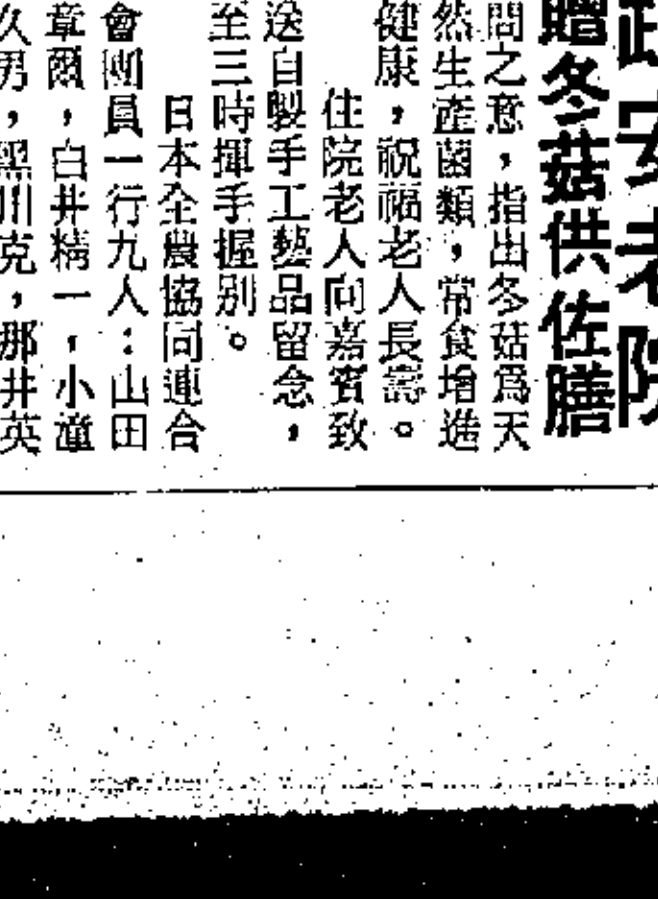 安老院
贈冬菇供佐膳
問之意，指出冬菇爲天
然生產菌類，常食增進
健康，祝福老人長壽。
住院老人向嘉賓致
送自製手工藝品留念，
至三時揮手握別。
日本全農協同連合
會團員一行九人：山田
章爾，白井精一，小
久男，黑川克，那井英